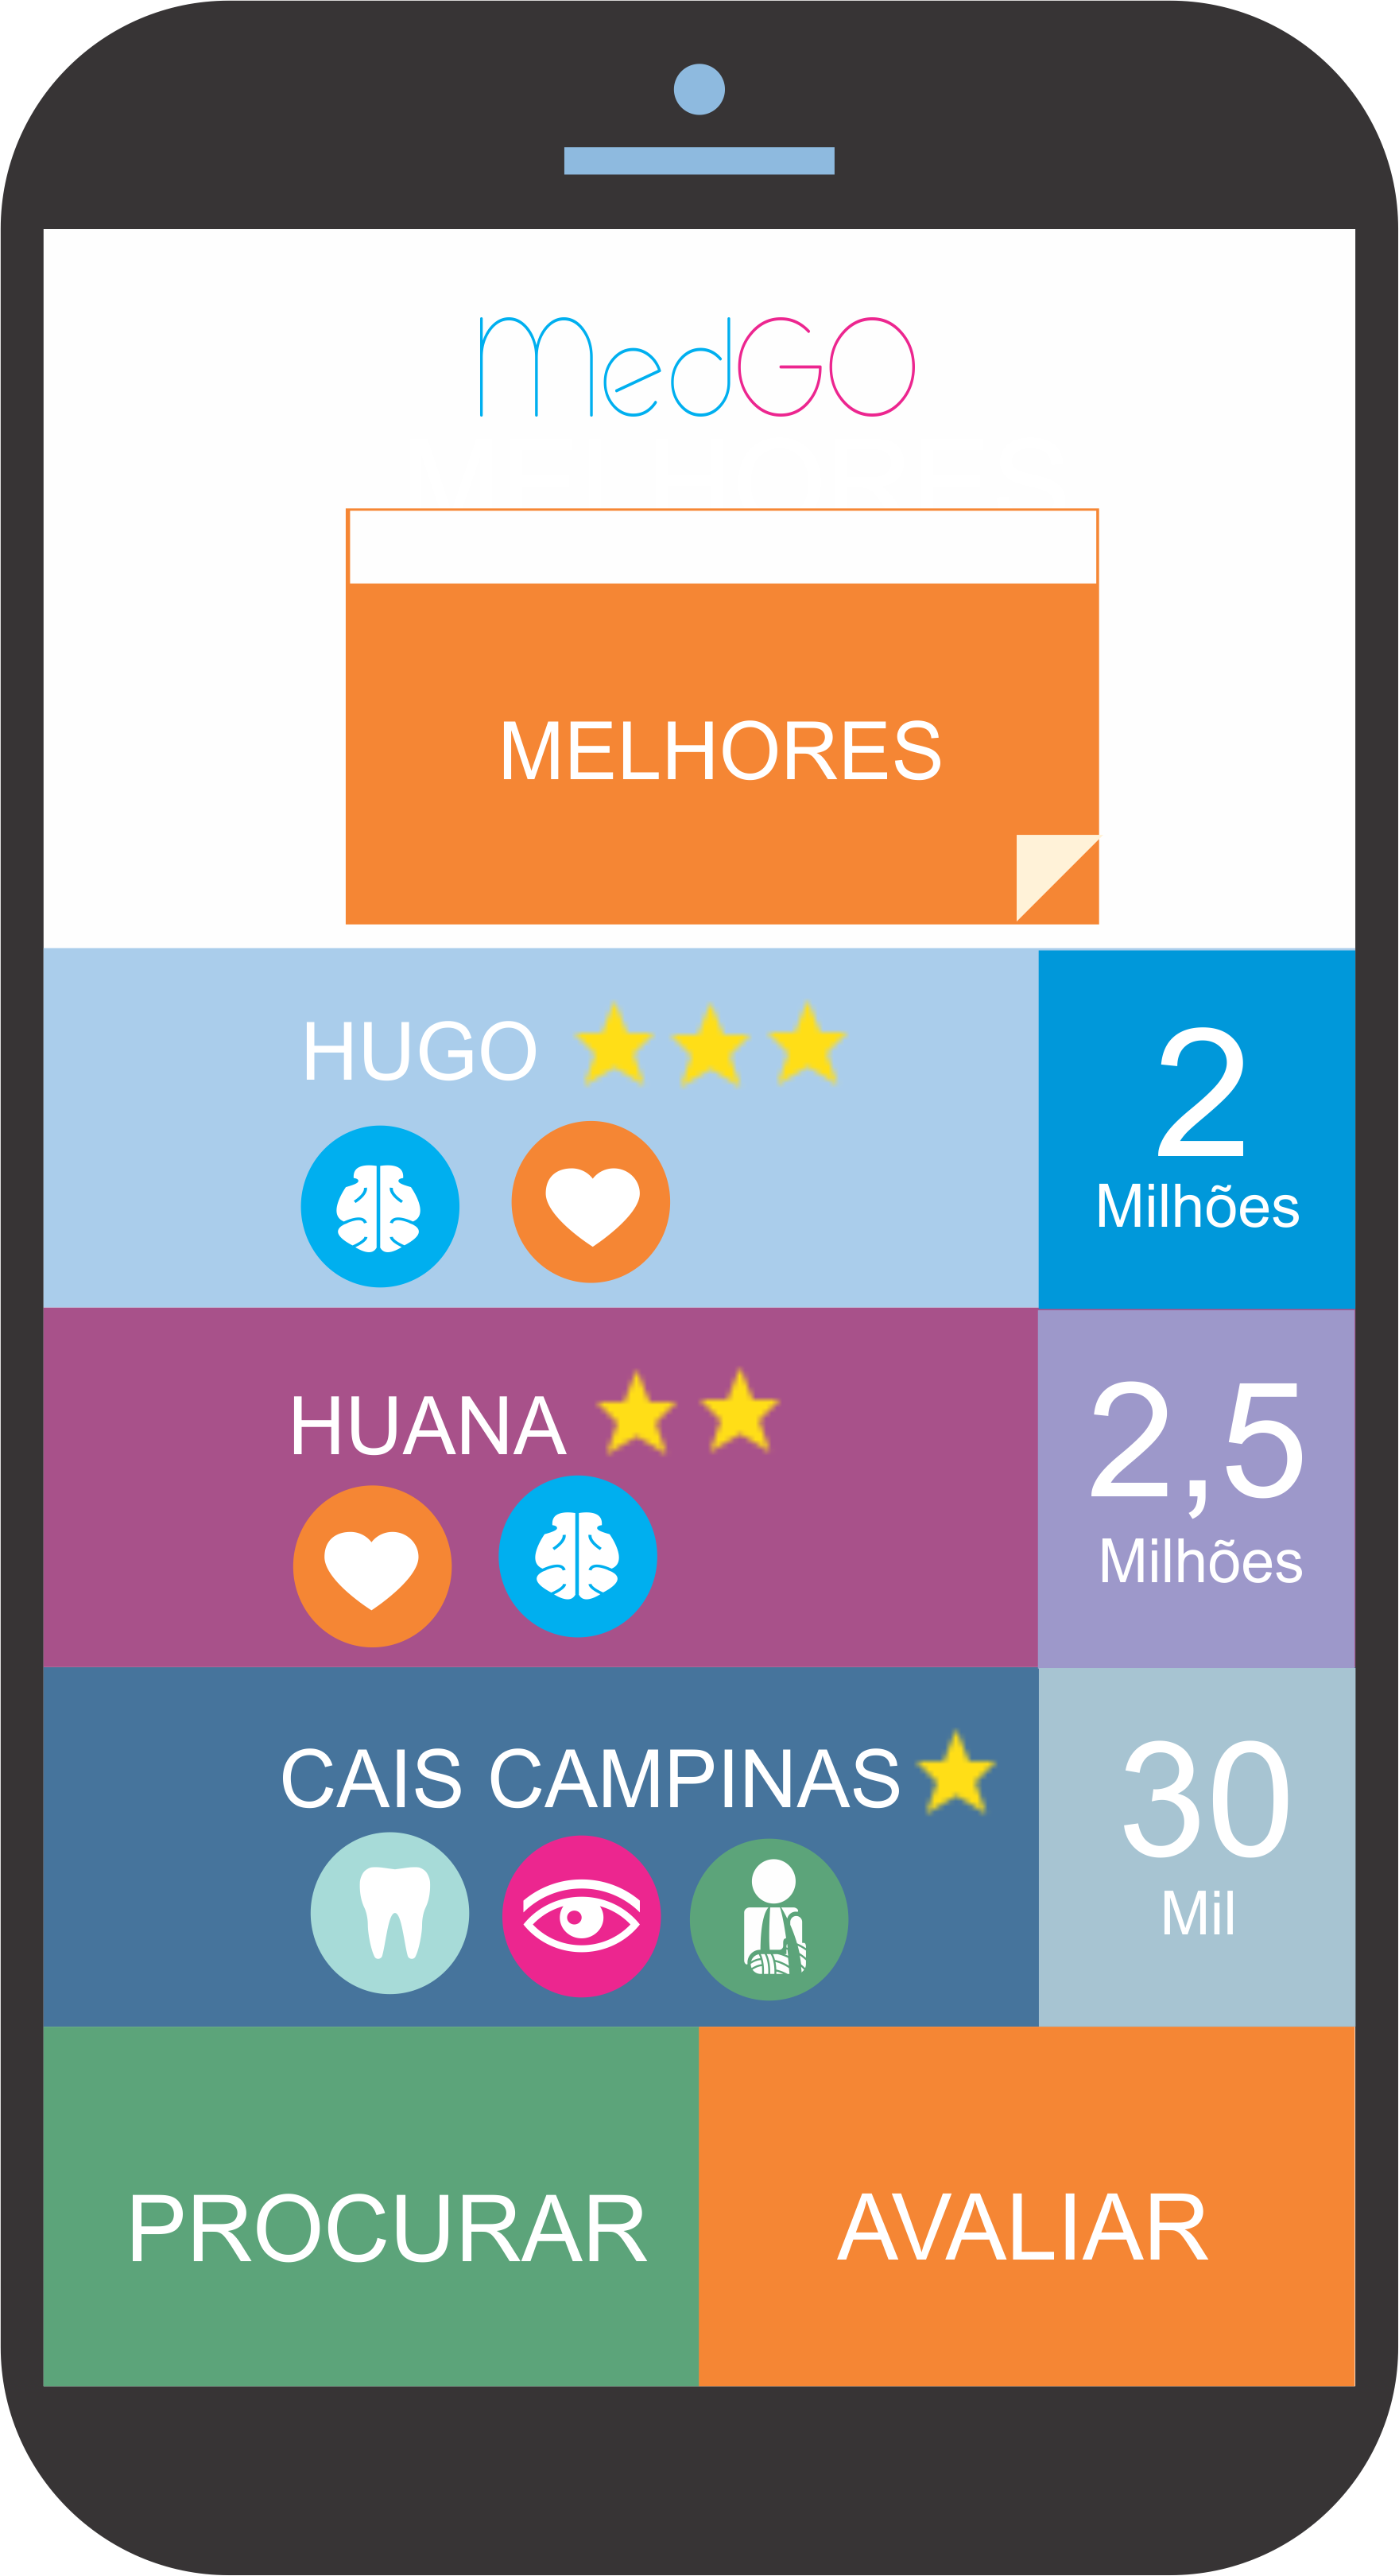 MedGO
MELHORES
HUGO
2
Milhões
HUANA
2,5
Milhões
CAIS CAMPINAS
30
Mil
PROCURAR
AVALIAR